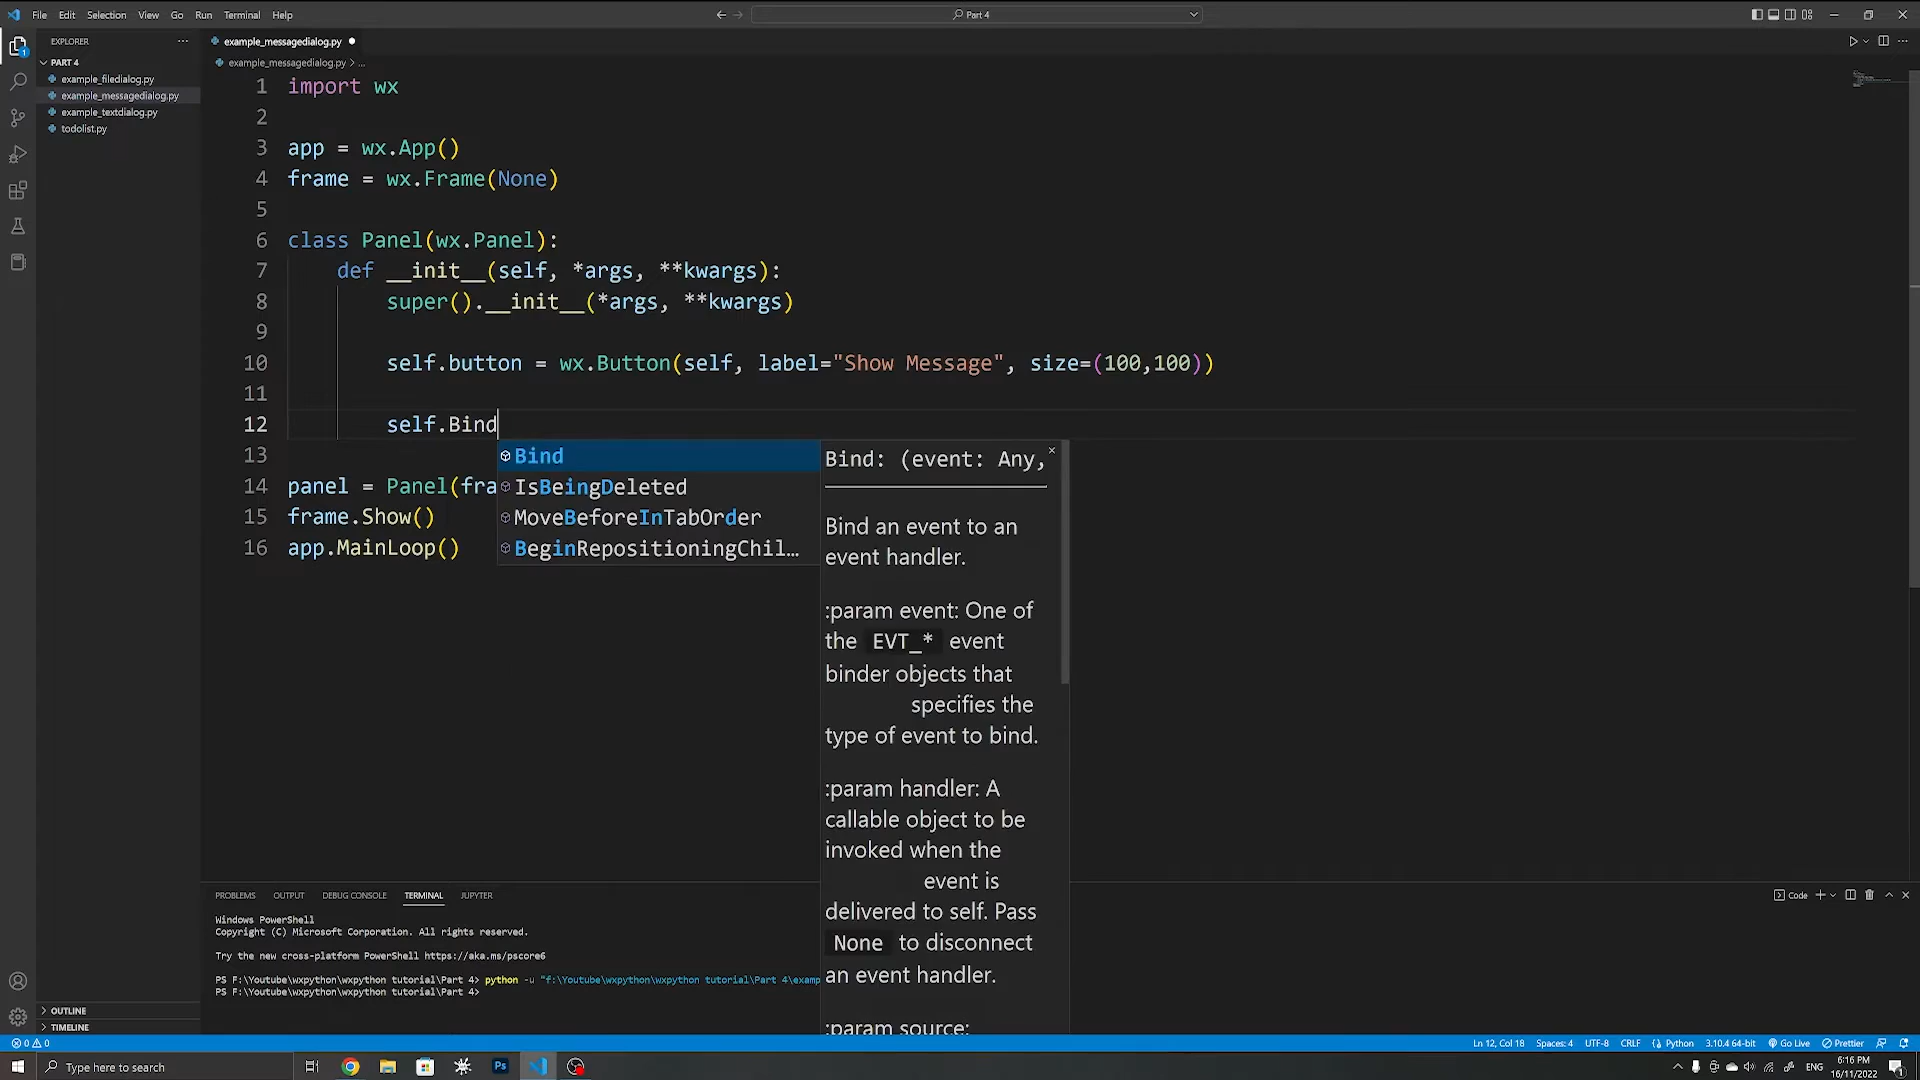 File Edit Selection View Go Run Terminal Help
Part 4
EXPLORER
PART 4
example_filedialog.py
example_messagedialog.py
example_textdialog.py
todolist.py
OUTLINE
TIMELINE
example_messagedialog.py
example_messagedialog.py > ...
1 import wx
2
3 app = wx.App()
4 frame = wx.Frame(None)
5
6 class Panel(wx.Panel):
7 def __init__(self, *args, **kwargs):
8 super().__init__(*args, **kwargs)
9
10 self.button = wx.Button(self, label="Show Message", size=(100,100))
11
12 self.Bind
13
14 panel = Panel(fra
15 frame.Show()
16 app.MainLoop()
Bind
IsBeingDeleted
MoveBeforeInTabOrder
BeginRepositioningChil...
Bind: (event: Any,
Bind an event to an
event handler.
:param event: One of
the EVT_* event
binder objects that
specifies the
type of event to bind.
:param handler: A
callable object to be
invoked when the
event is
delivered to self. Pass
None to disconnect
an event handler.
:param source:
PROBLEMS OUTPUT DEBUG CONSOLE TERMINAL JUPYTER
Code
Windows PowerShell
Copyright (C) Microsoft Corporation. All rights reserved.
Try the new cross-platform PowerShell https://aka.ms/pscore6
PS F:\Youtube\wxpython\wxpython tutorial\Part 4> python -u "f:\Youtube\wxpython\wxpython tutorial\Part 4\examp
PS F:\Youtube\wxpython\wxpython tutorial\Part 4>
0 0
Ln 12, Col 18 Spaces: 4 UTF-8 CRLF Python 3.10.4 64-bit Go Live Prettier
Type here to search
Ps
ENG
6:16 PM
16/11/2022
1